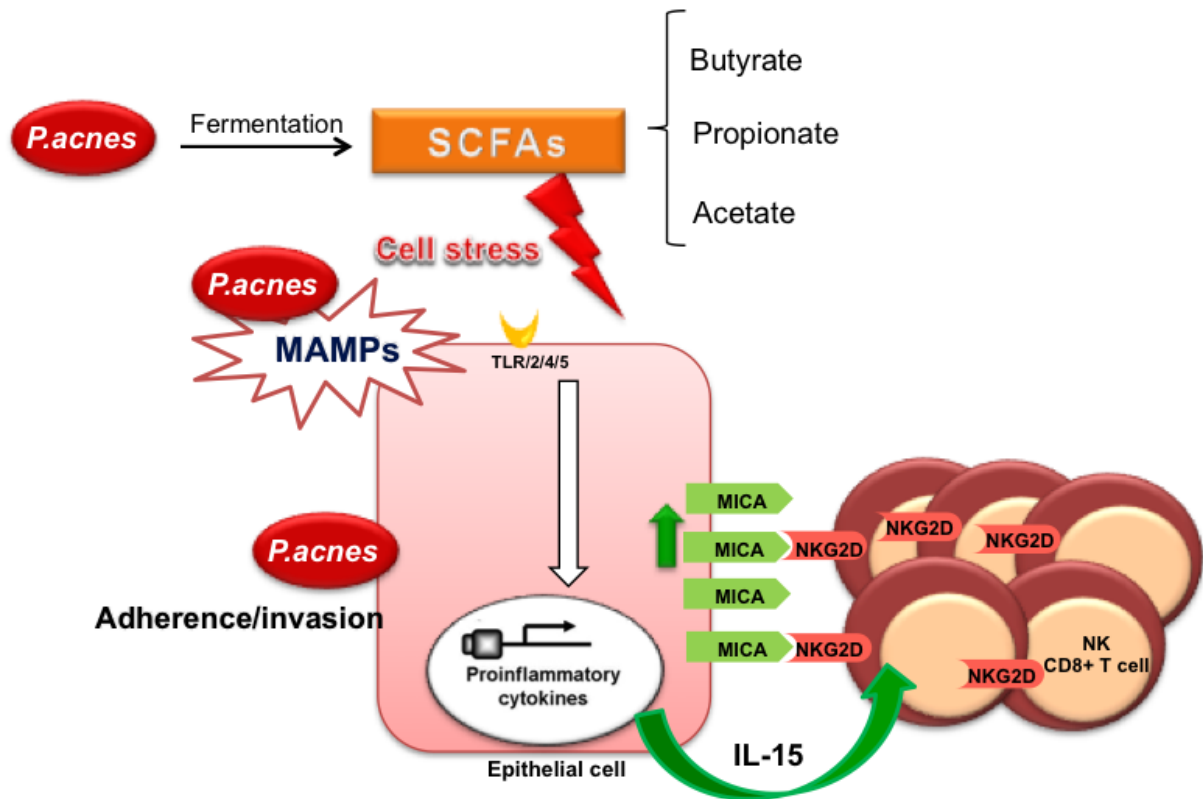 P.acnes
Fermentation
SCFAs
Butyrate
Propionate
Acetate
Cell stress
P.acnes
MAMPs
TLR/2/4/5
P.acnes
Adherence/invasion
MICA
MICA
MICA
MICA
NKG2D
NKG2D
NKG2D
NKG2D
NKG2D
NK
CD8+ T cell
Proinflammatory
cytokines
Epithelial cell
IL-15